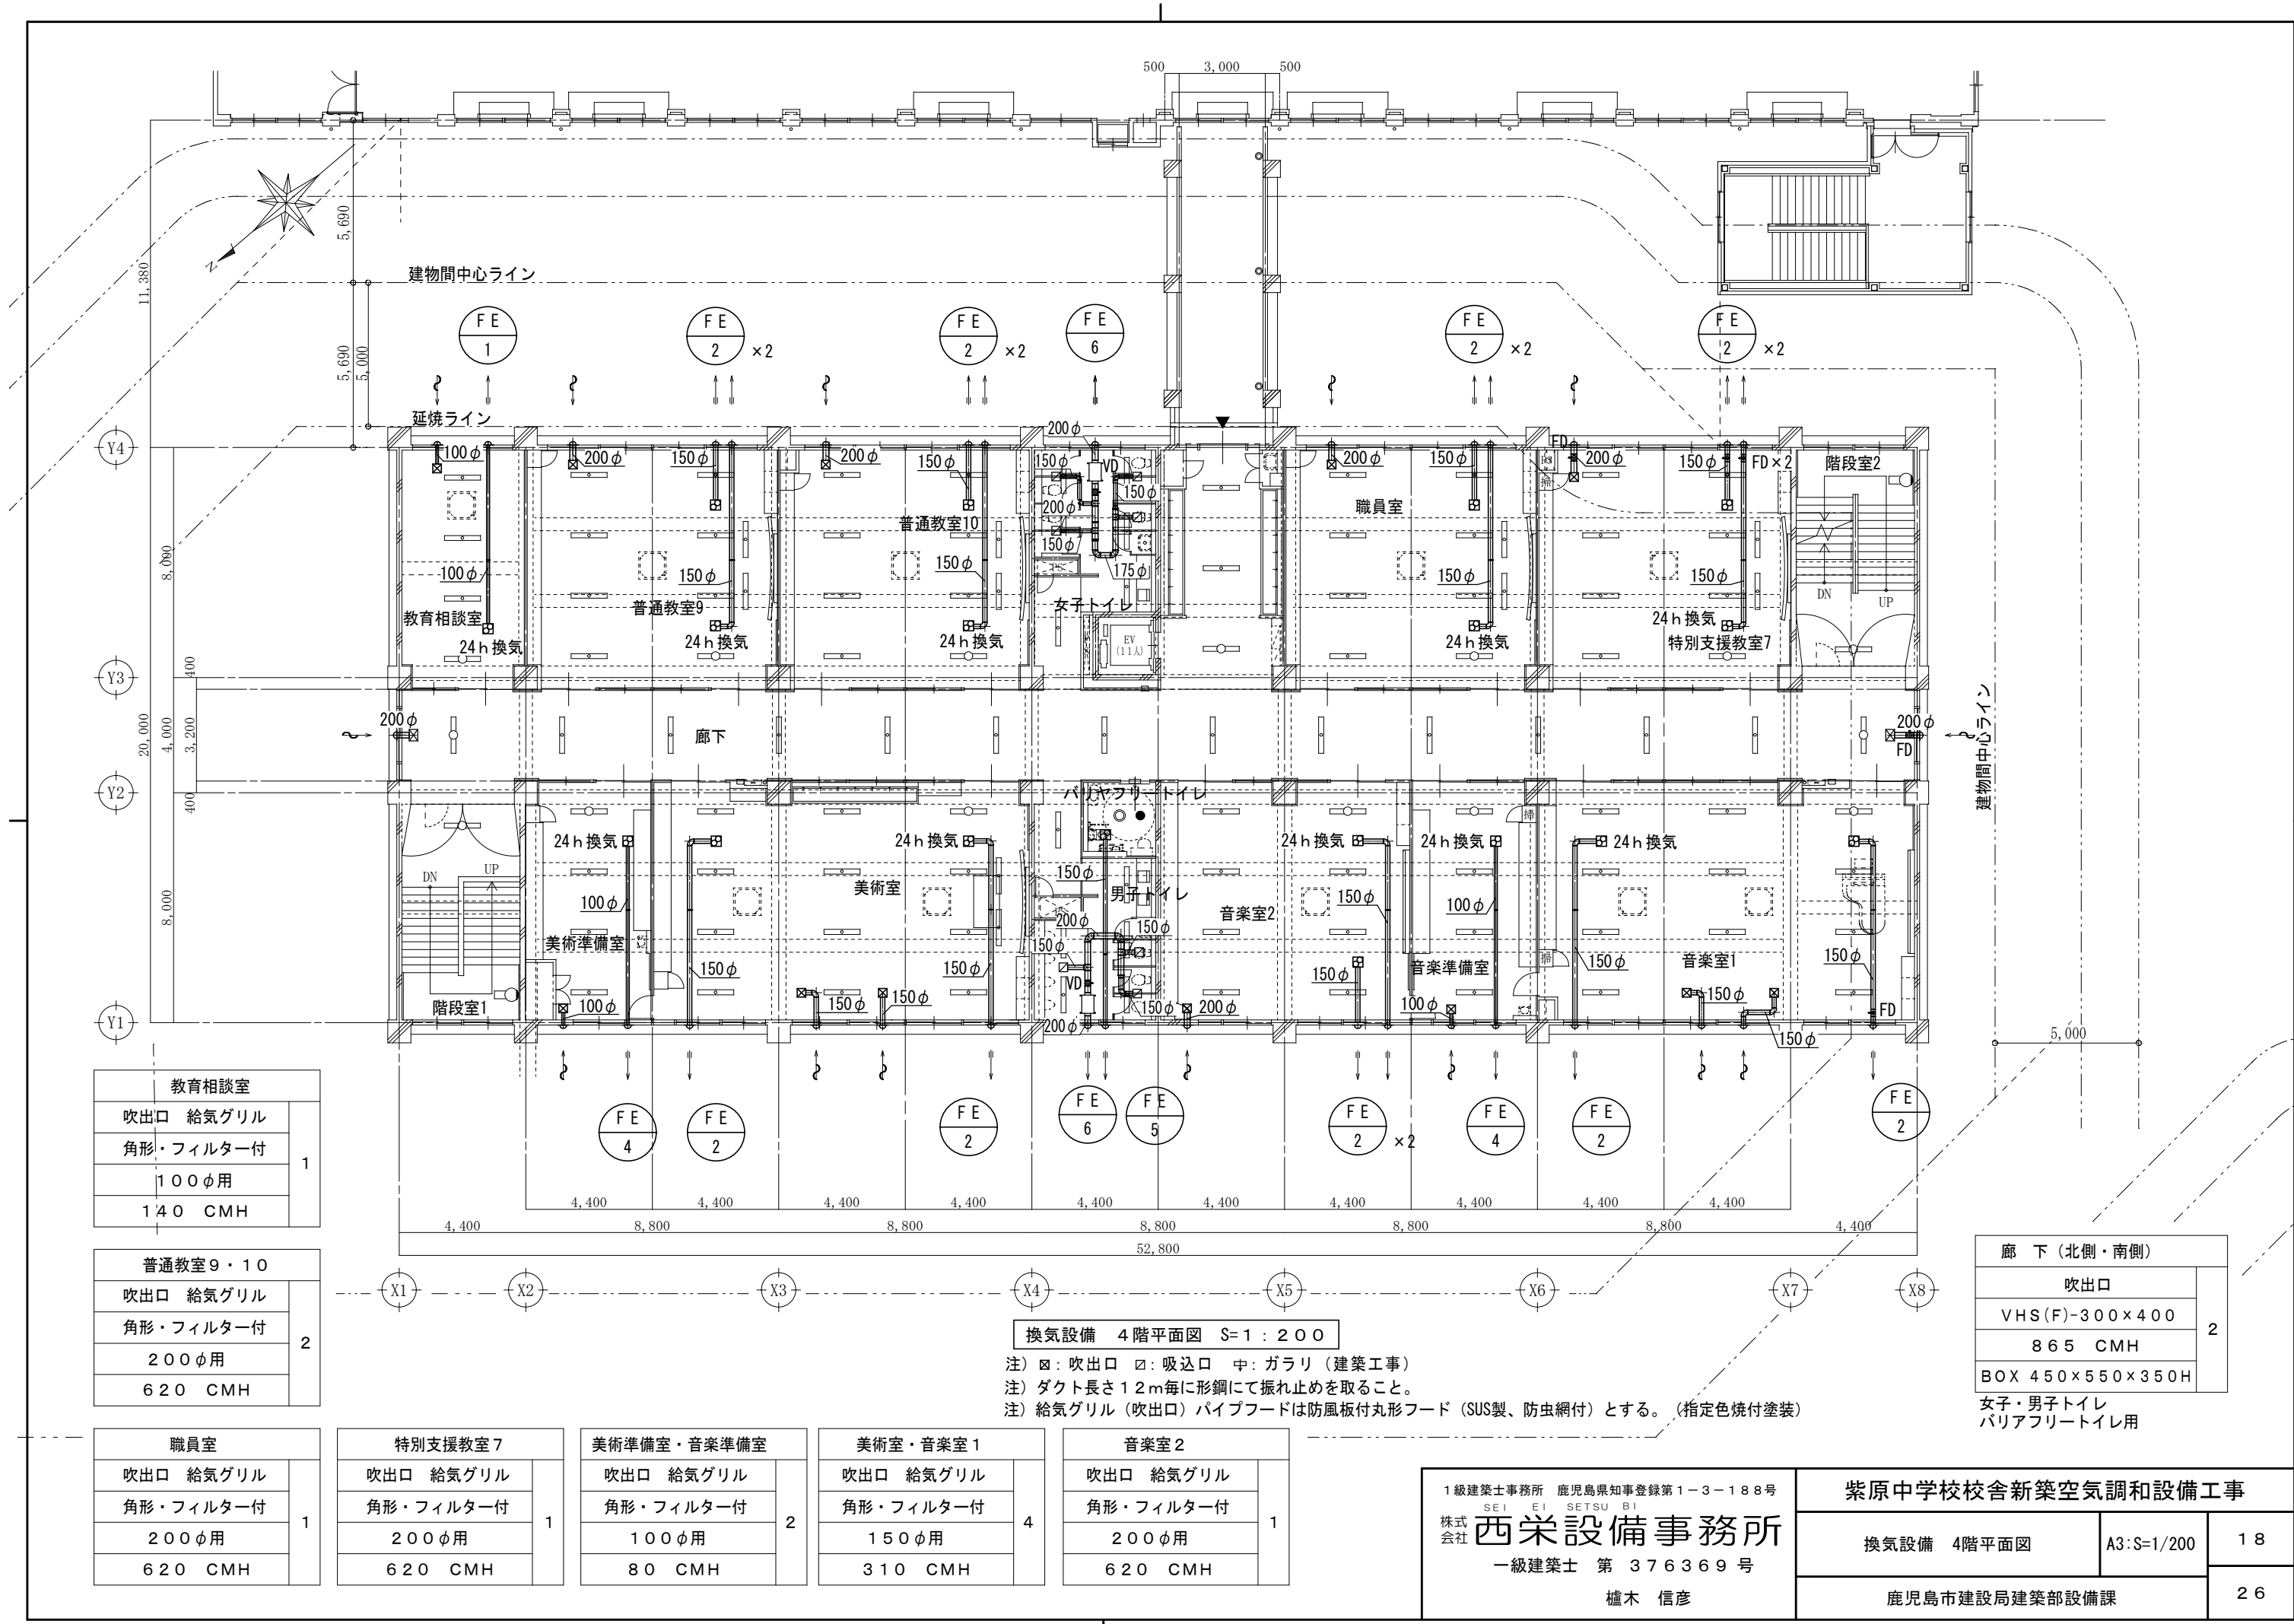 500 3,000 500
11,380
5,690
建物間中心ライン
5,690
5,000
N
FE 1
FE 2 ×2
FE 2 ×2
FE 6
FE 2 ×2
FE 2 ×2
延焼ライン
Y4
100φ
200φ
150φ
200φ
150φ
200φ
150φ
VD
200φ
150φ
FD
200φ
150φ
FD×2
階段室2
PS
掃
150φ
200φ
150φ
175φ
普通教室10
職員室
8,000
100φ
150φ
150φ
150φ
150φ
DN
UP
教育相談室
普通教室9
女子トイレ
EV
(11人)
24h換気
24h換気
24h換気
24h換気
24h換気
特別支援教室7
Y3
400
20,000
4,000
3,200
200φ
廊下
200φ
FD
建物間中心ライン
Y2
400
バリヤフリートイレ
24h換気
24h換気
24h換気
24h換気
24h換気
掃
DN
UP
8,000
100φ
美術室
150φ
男子トイレ
音楽室2
150φ
100φ
美術準備室
200φ
150φ
150φ
150φ
150φ
150φ
音楽準備室
掃
150φ
音楽室1
150φ
階段室1
VD
100φ
150φ
150φ
200φ
150φ
200φ
100φ
150φ
150φ
FD
Y1
5,000
FE 4
FE 2
FE 2
FE 6
FE 5
FE 2 ×2
FE 4
FE 2
FE 2
4,400 4,400 4,400 4,400 4,400 4,400 4,400 4,400 4,400 4,400
4,400 8,800 8,800 8,800 8,800 8,800 4,400
52,800
X1 X2 X3 X4 X5 X6 X7 X8
教育相談室
吹出口 給気グリル
角形・フィルター付
100φ用
140 CMH
1
普通教室9・10
吹出口 給気グリル
角形・フィルター付
200φ用
620 CMH
2
廊 下 (北側・南側)
吹出口
VHS(F)-300×400
865 CMH
BOX 450×550×350H
2
女子・男子トイレ
バリアフリートイレ用
換気設備 4階平面図 S=1:200
注) ⊠:吹出口 ⧄:吸込口 中:ガラリ (建築工事)
注) ダクト長さ12m毎に形鋼にて振れ止めを取ること。
注) 給気グリル (吹出口) パイプフードは防風板付丸形フード (SUS製、防虫網付) とする。 (指定色焼付塗装)
職員室
吹出口 給気グリル
角形・フィルター付
200φ用
620 CMH
1
特別支援教室7
吹出口 給気グリル
角形・フィルター付
200φ用
620 CMH
1
美術準備室・音楽準備室
吹出口 給気グリル
角形・フィルター付
100φ用
80 CMH
2
美術室・音楽室1
吹出口 給気グリル
角形・フィルター付
150φ用
310 CMH
4
音楽室2
吹出口 給気グリル
角形・フィルター付
200φ用
620 CMH
1
1級建築士事務所 鹿児島県知事登録第1-3-188号
SEI EI SETSU BI
株式会社 西栄設備事務所
一級建築士 第 376369 号
櫨木 信彦
紫原中学校校舎新築空気調和設備工事
換気設備 4階平面図
A3:S=1/200
18
鹿児島市建設局建築部設備課
26